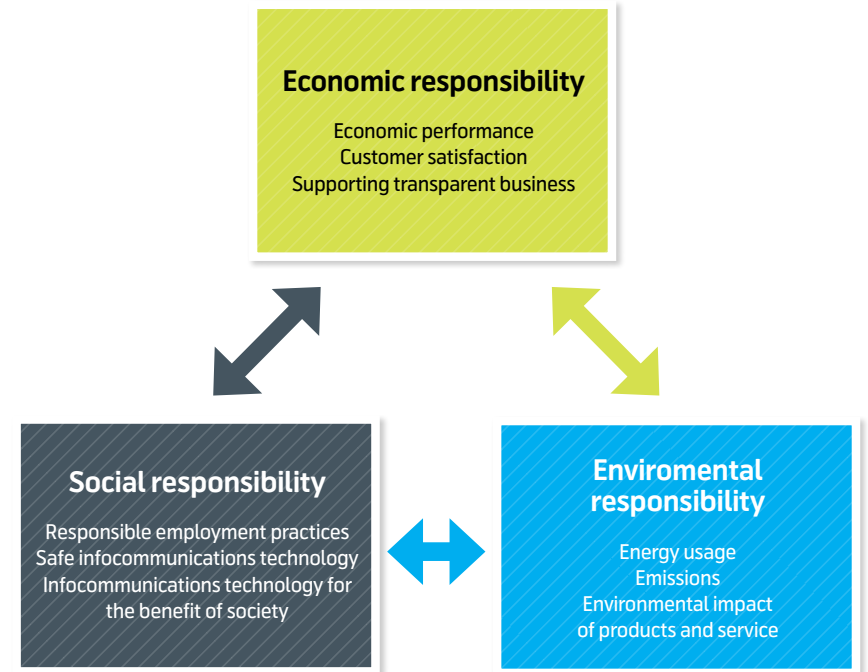 Economic responsibility
Economic performance
Customer satisfaction
Supporting transparent business
Social responsibility
Responsible employment practices
Safe infocommunications technology
Infocommunications technology for
the benefit of society
Enviromental
responsibility
Energy usage
Emissions
Environmental impact
of products and service